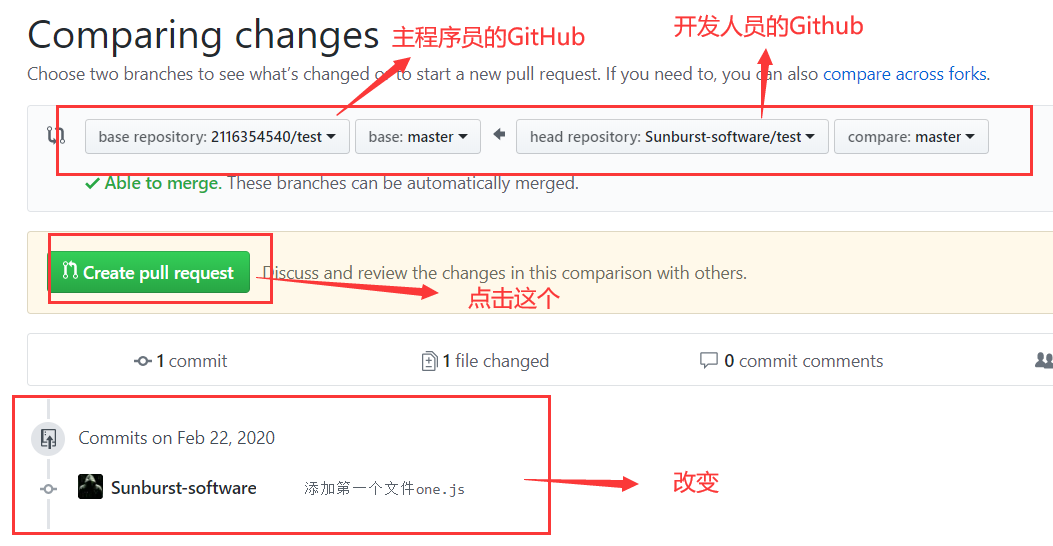 Comparing changes
主程序员的GitHub
开发人员的Github
Choose two branches to see what's changed or to start a new pull request. If you need to, you can also compare across forks.
base repository: 2116354540/test
base: master
head repository: Sunburst-software/test
compare: master
Able to merge. These branches can be automatically merged.
Create pull request
Discuss and review the changes in this comparison with others.
点击这个
1 commit
1 file changed
0 commit comments
Commits on Feb 22, 2020
Sunburst-software
添加第一个文件one.js
改变